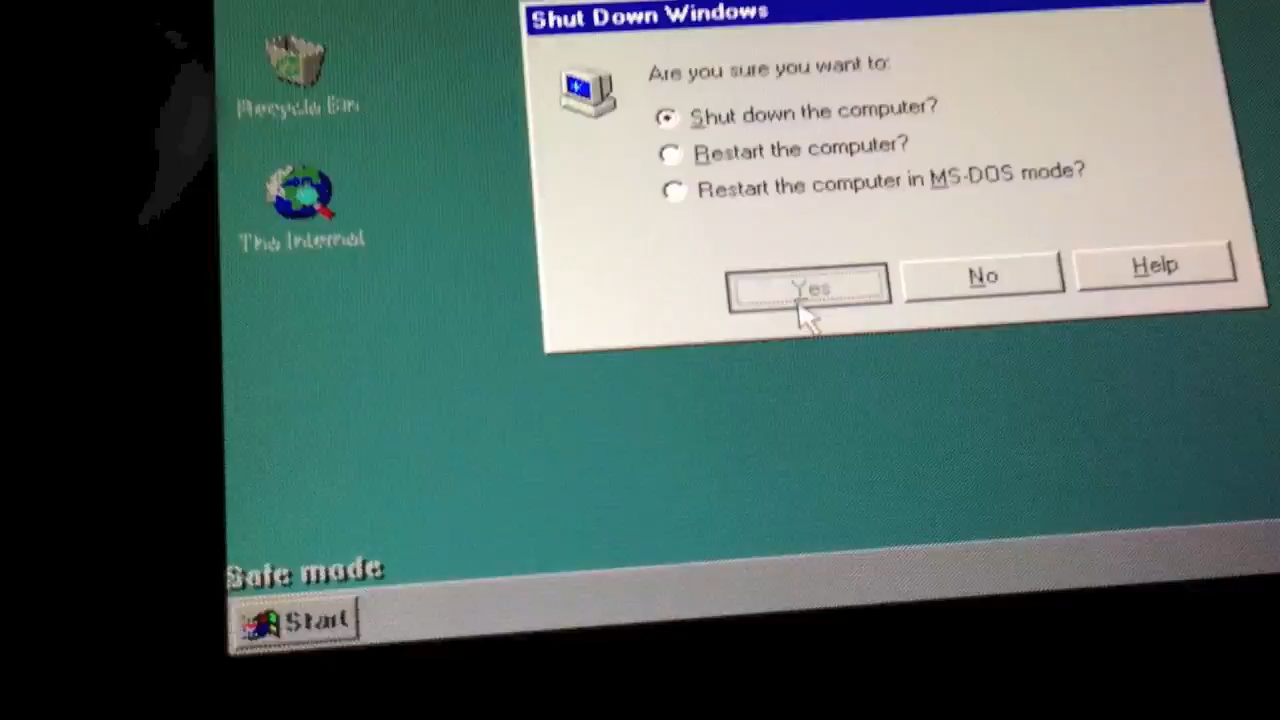 Shut Down Windows
Recycle Bin
Are you sure you want to:
Shut down the computer?
Restart the computer?
Restart the computer in MS-DOS mode?
The Internet
Yes
No
Help
Safe mode
Start